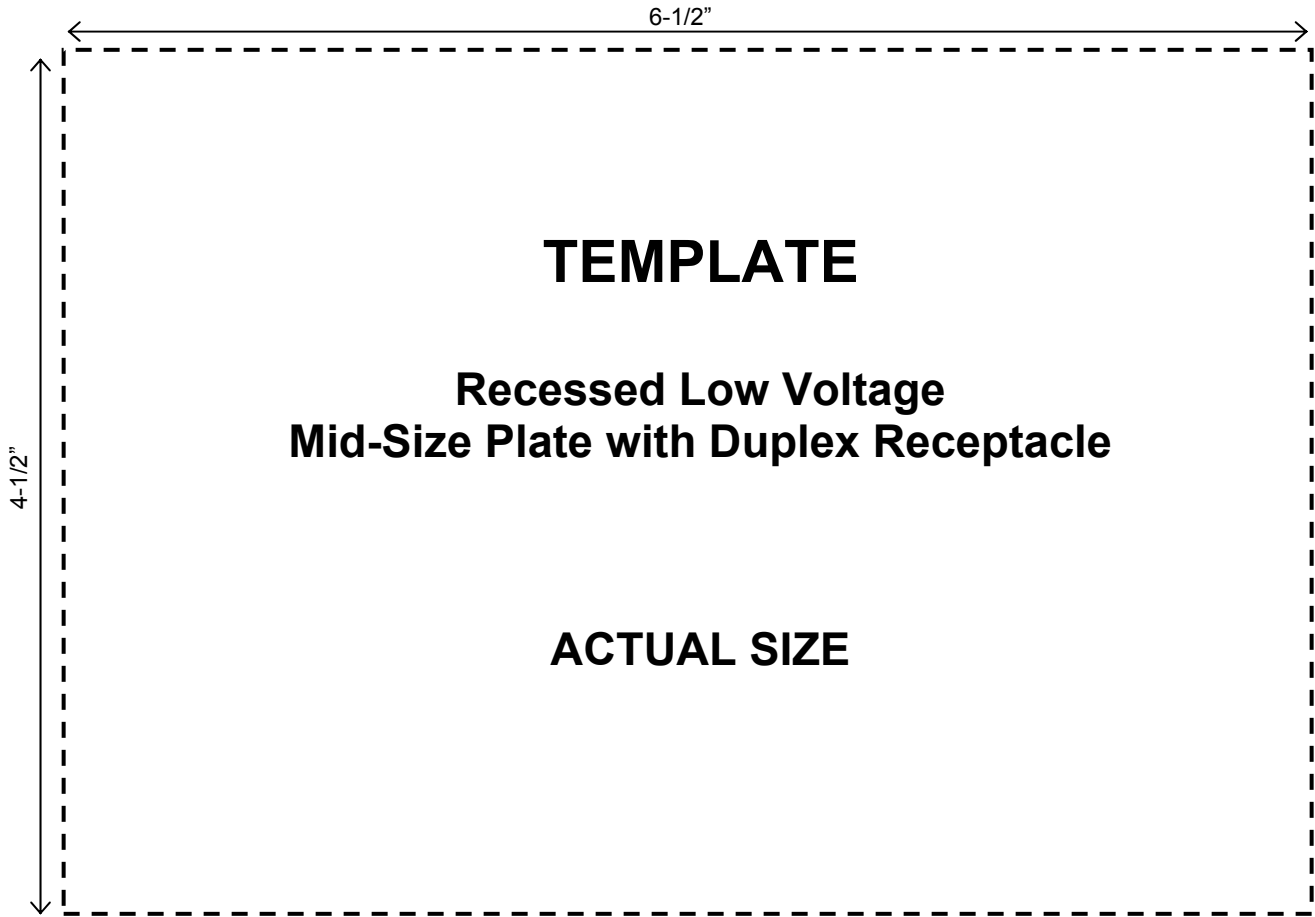 6-1/2”
4-1/2”
TEMPLATE
Recessed Low Voltage
Mid-Size Plate with Duplex Receptacle
ACTUAL SIZE